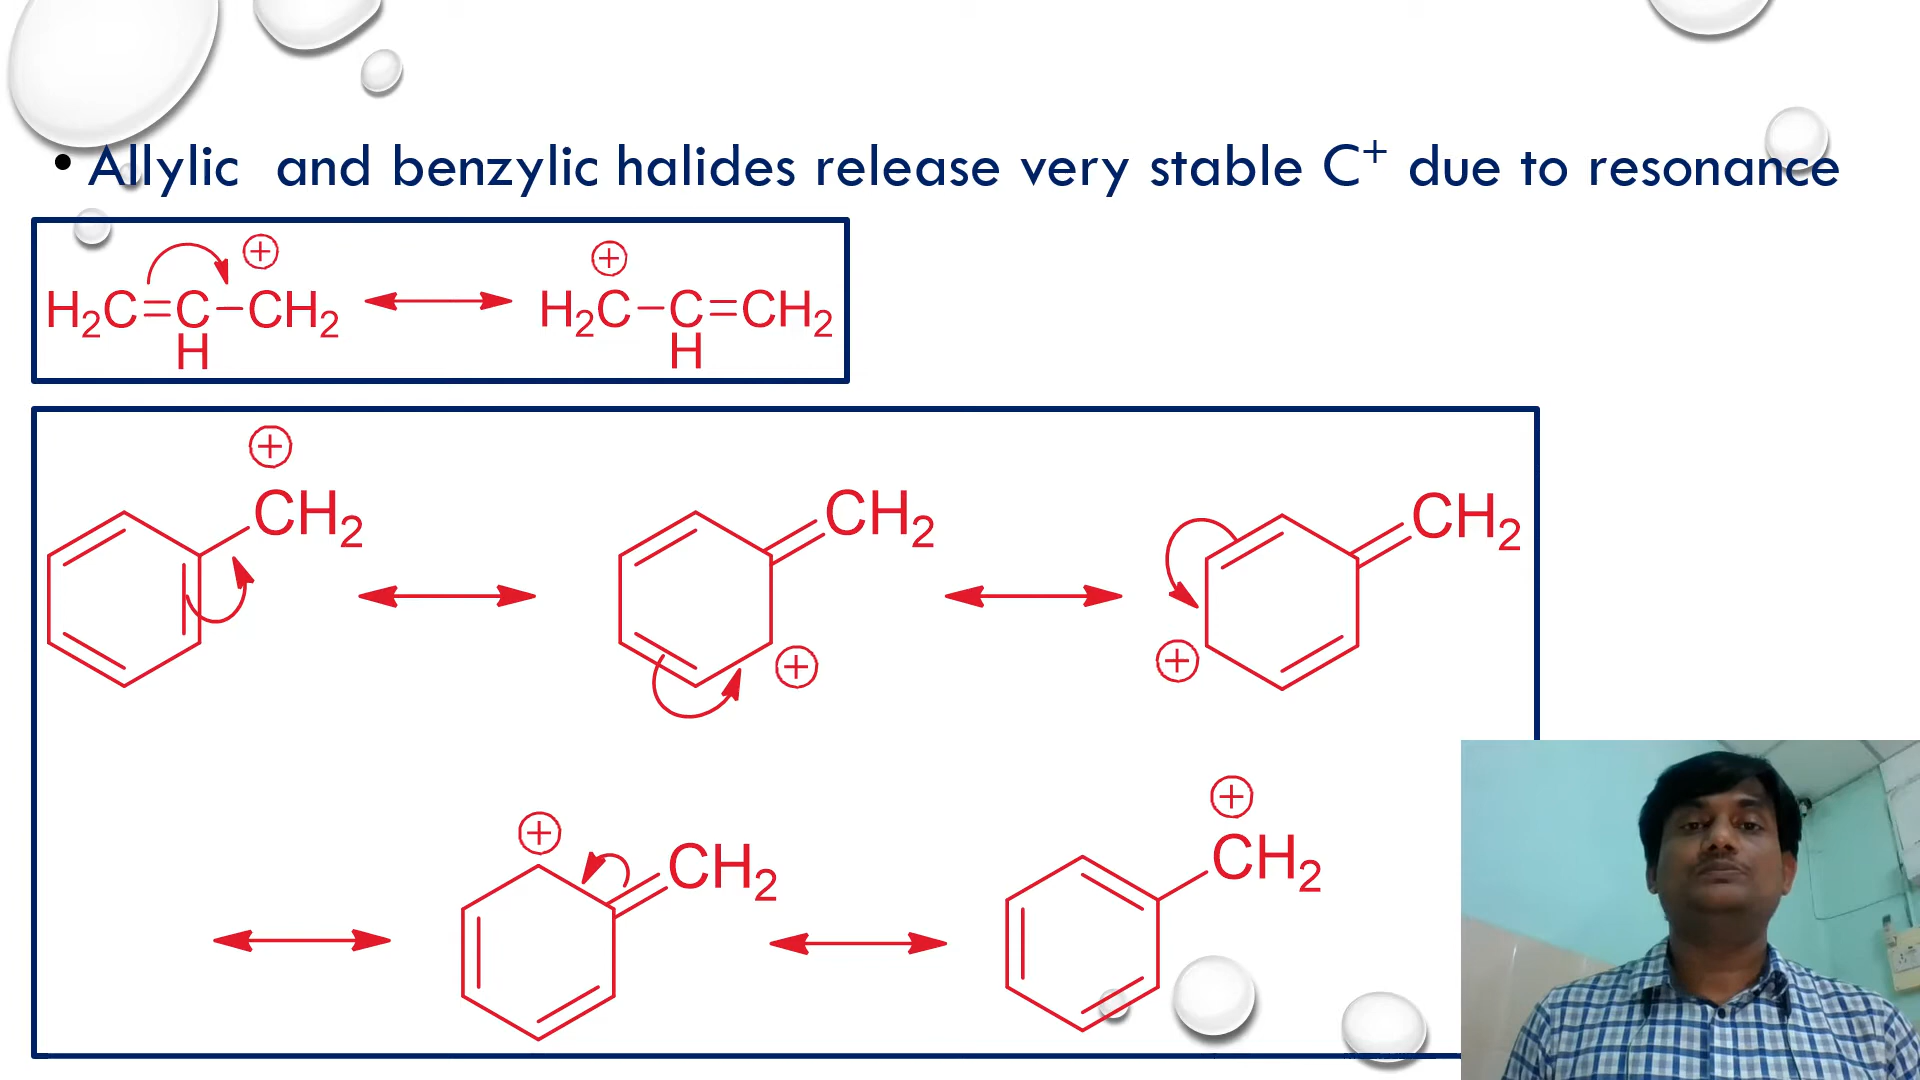 • Allylic and benzylic halides release very stable C⁺ due to resonance
⊕ ⊕
H₂C=C–CH₂ ⟷ H₂C–C=CH₂
H H
⊕
CH₂ CH₂ CH₂
⊕ ⊕
⊕ ⊕
CH₂ CH₂